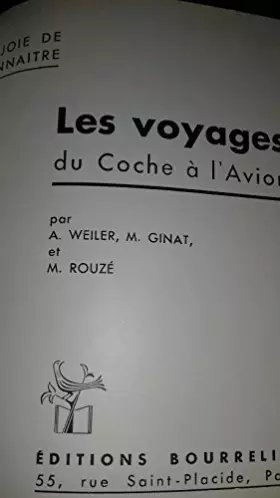 JOIE DE
NNAITRE
Les voyages
du Coche à l'Avion
par
A. WEILER, M. GINAT,
et
M. ROUZÉ
ÉDITIONS BOURRELI
55, rue Saint-Placide, Pa